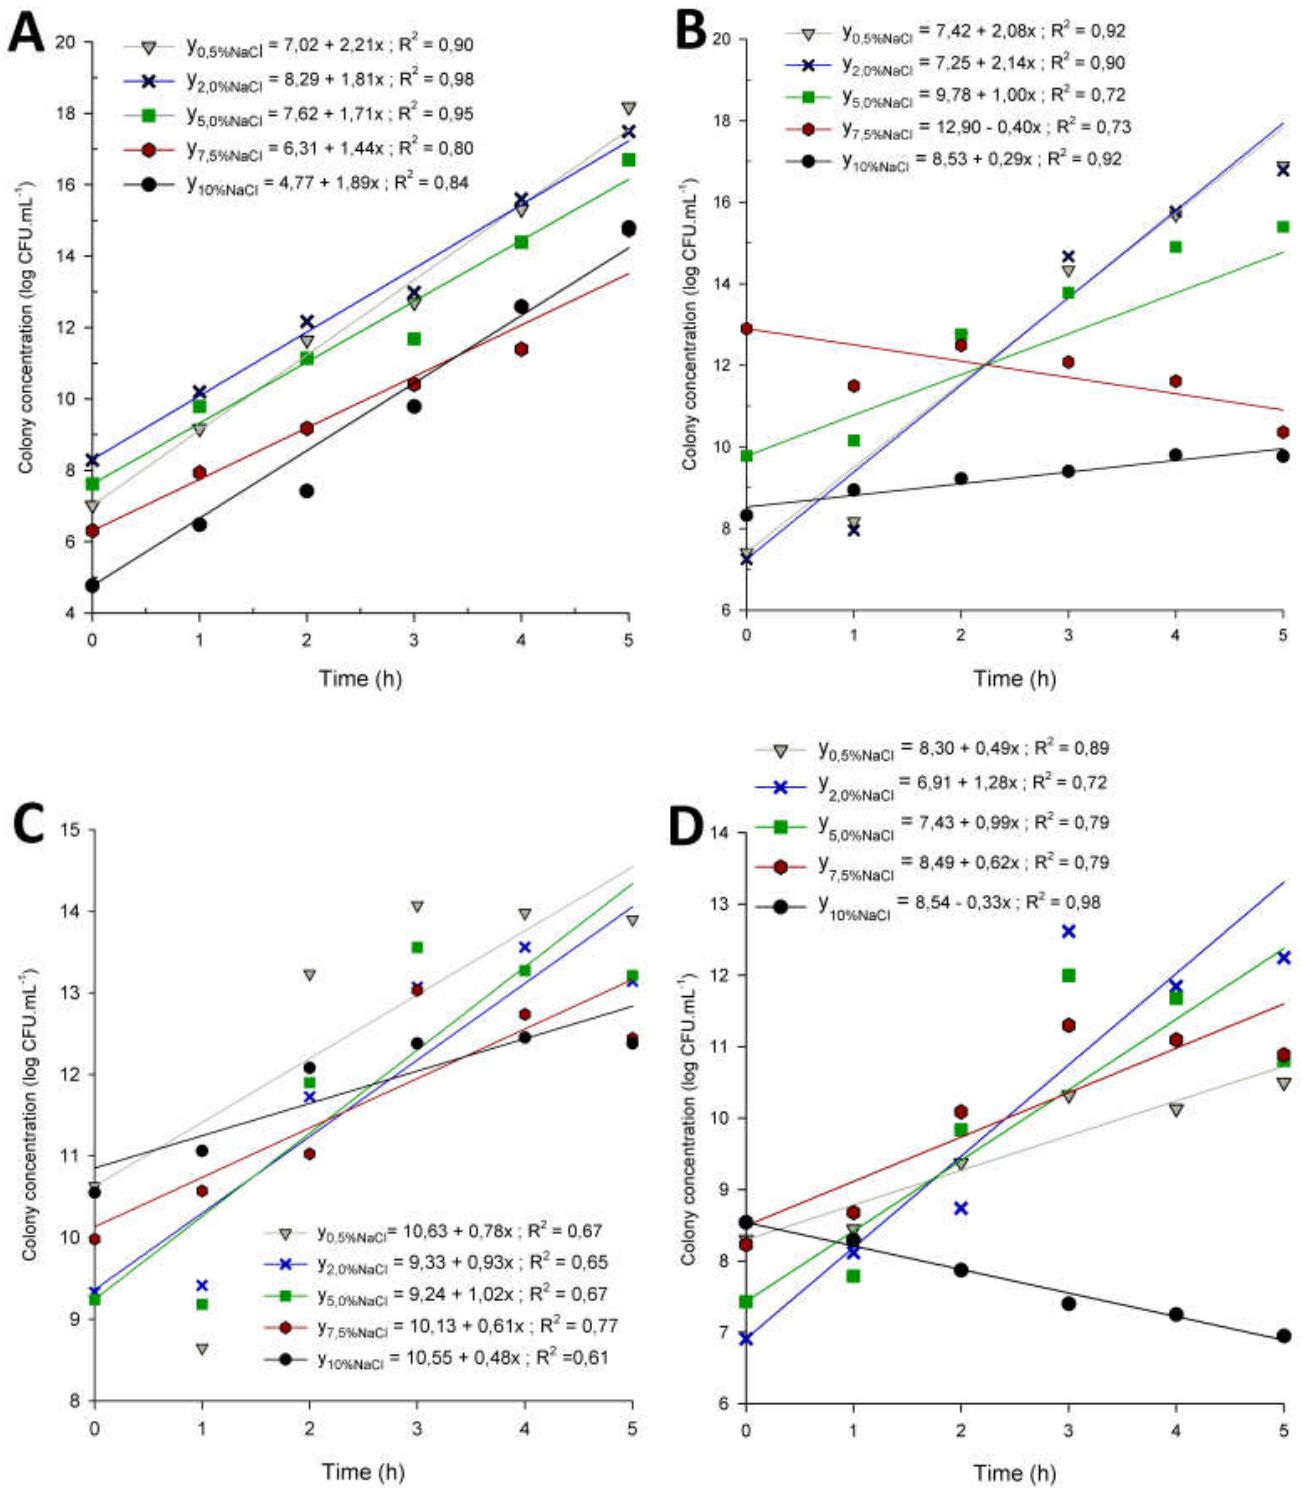 A
y0,5%NaCl = 7,02 + 2,21x ; R2 = 0,90
y2,0%NaCl = 8,29 + 1,81x ; R2 = 0,98
y5,0%NaCl = 7,62 + 1,71x ; R2 = 0,95
y7,5%NaCl = 6,31 + 1,44x ; R2 = 0,80
y10%NaCl = 4,77 + 1,89x ; R2 = 0,84
Colony concentration (log CFU.mL-1)
20
18
16
14
12
10
8
6
4
0 1 2 3 4 5
Time (h)
B
y0,5%NaCl = 7,42 + 2,08x ; R2 = 0,92
y2,0%NaCl = 7,25 + 2,14x ; R2 = 0,90
y5,0%NaCl = 9,78 + 1,00x ; R2 = 0,72
y7,5%NaCl = 12,90 - 0,40x ; R2 = 0,73
y10%NaCl = 8,53 + 0,29x ; R2 = 0,92
Colony concentration (log CFU.mL-1)
20
18
16
14
12
10
8
6
0 1 2 3 4 5
Time (h)
C
Colony concentration (log CFU.mL-1)
15
14
13
12
11
10
9
8
y0,5%NaCl= 10,63 + 0,78x ; R2 = 0,67
y2,0%NaCl = 9,33 + 0,93x ; R2 = 0,65
y5,0%NaCl = 9,24 + 1,02x ; R2 = 0,67
y7,5%NaCl = 10,13 + 0,61x ; R2 = 0,77
y10%NaCl = 10,55 + 0,48x ; R2 =0,61
0 1 2 3 4 5
Time (h)
D
y0,5%NaCl = 8,30 + 0,49x ; R2 = 0,89
y2,0%NaCl = 6,91 + 1,28x ; R2 = 0,72
y5,0%NaCl = 7,43 + 0,99x ; R2 = 0,79
y7,5%NaCl = 8,49 + 0,62x ; R2 = 0,79
y10%NaCl = 8,54 - 0,33x ; R2 = 0,98
Colony concentration (log CFU.mL-1)
14
13
12
11
10
9
8
7
6
0 1 2 3 4 5
Time (h)